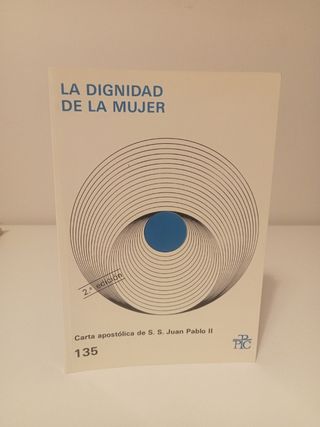 LA DIGNIDAD
DE LA MUJER
2.ª edición
Carta apostólica de S. S. Juan Pablo II
135
PPC